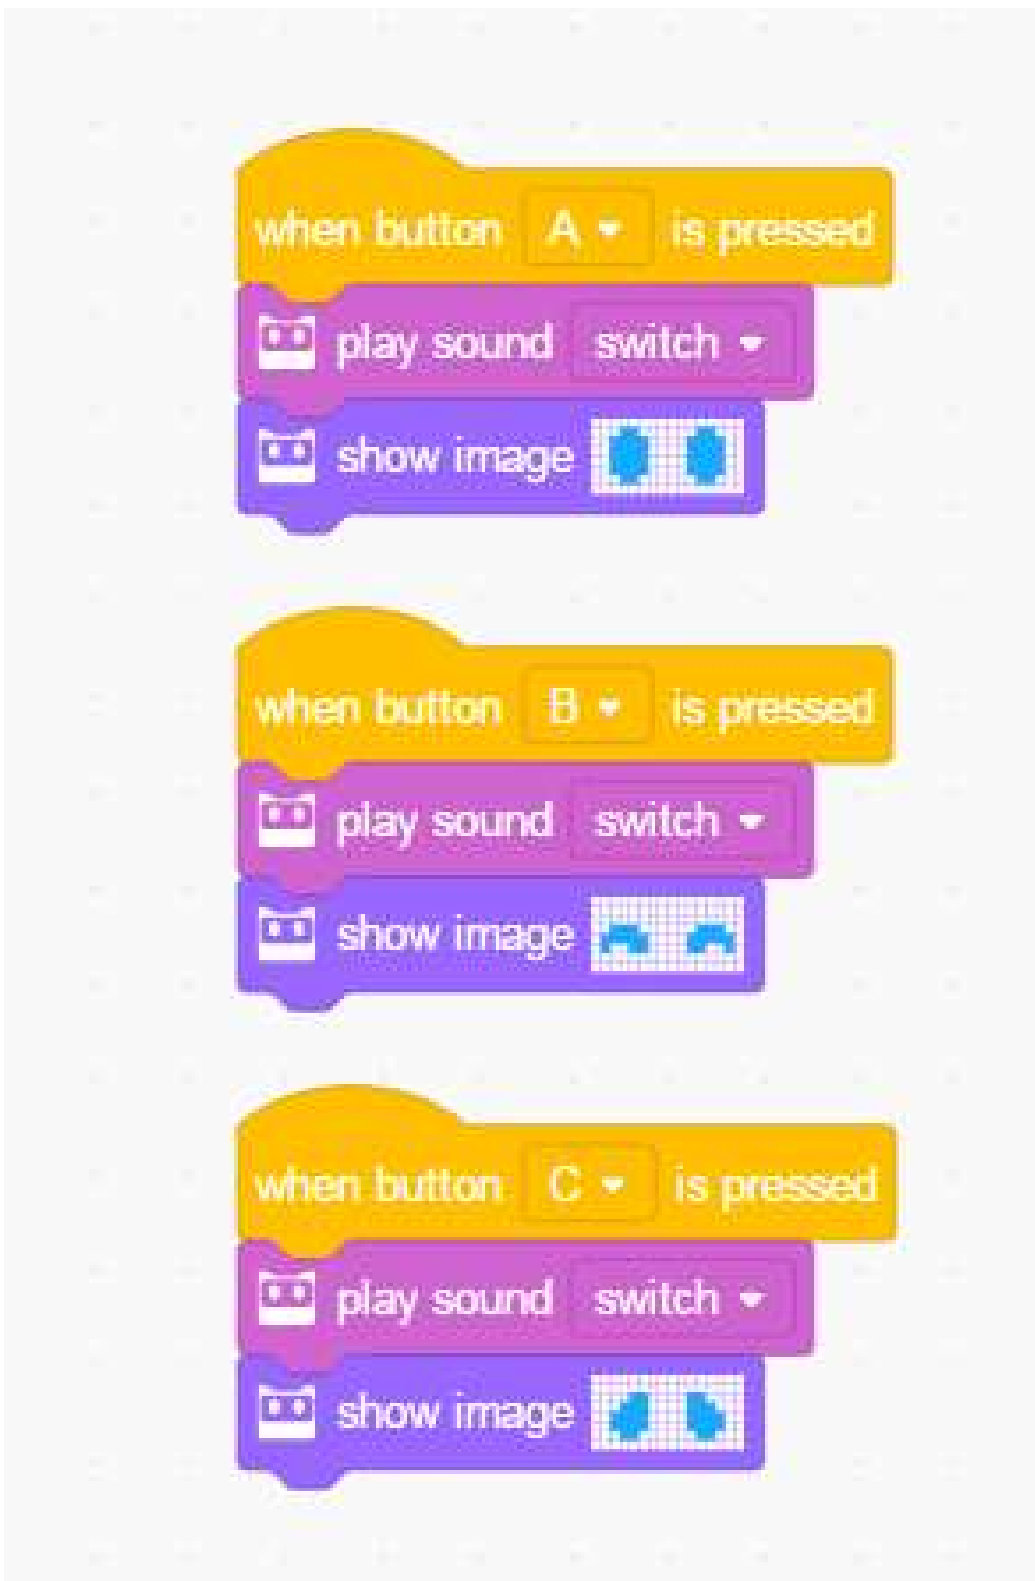 when button A is pressed
play sound switch
show image
when button B is pressed
play sound switch
show image
when button C is pressed
play sound switch
show image